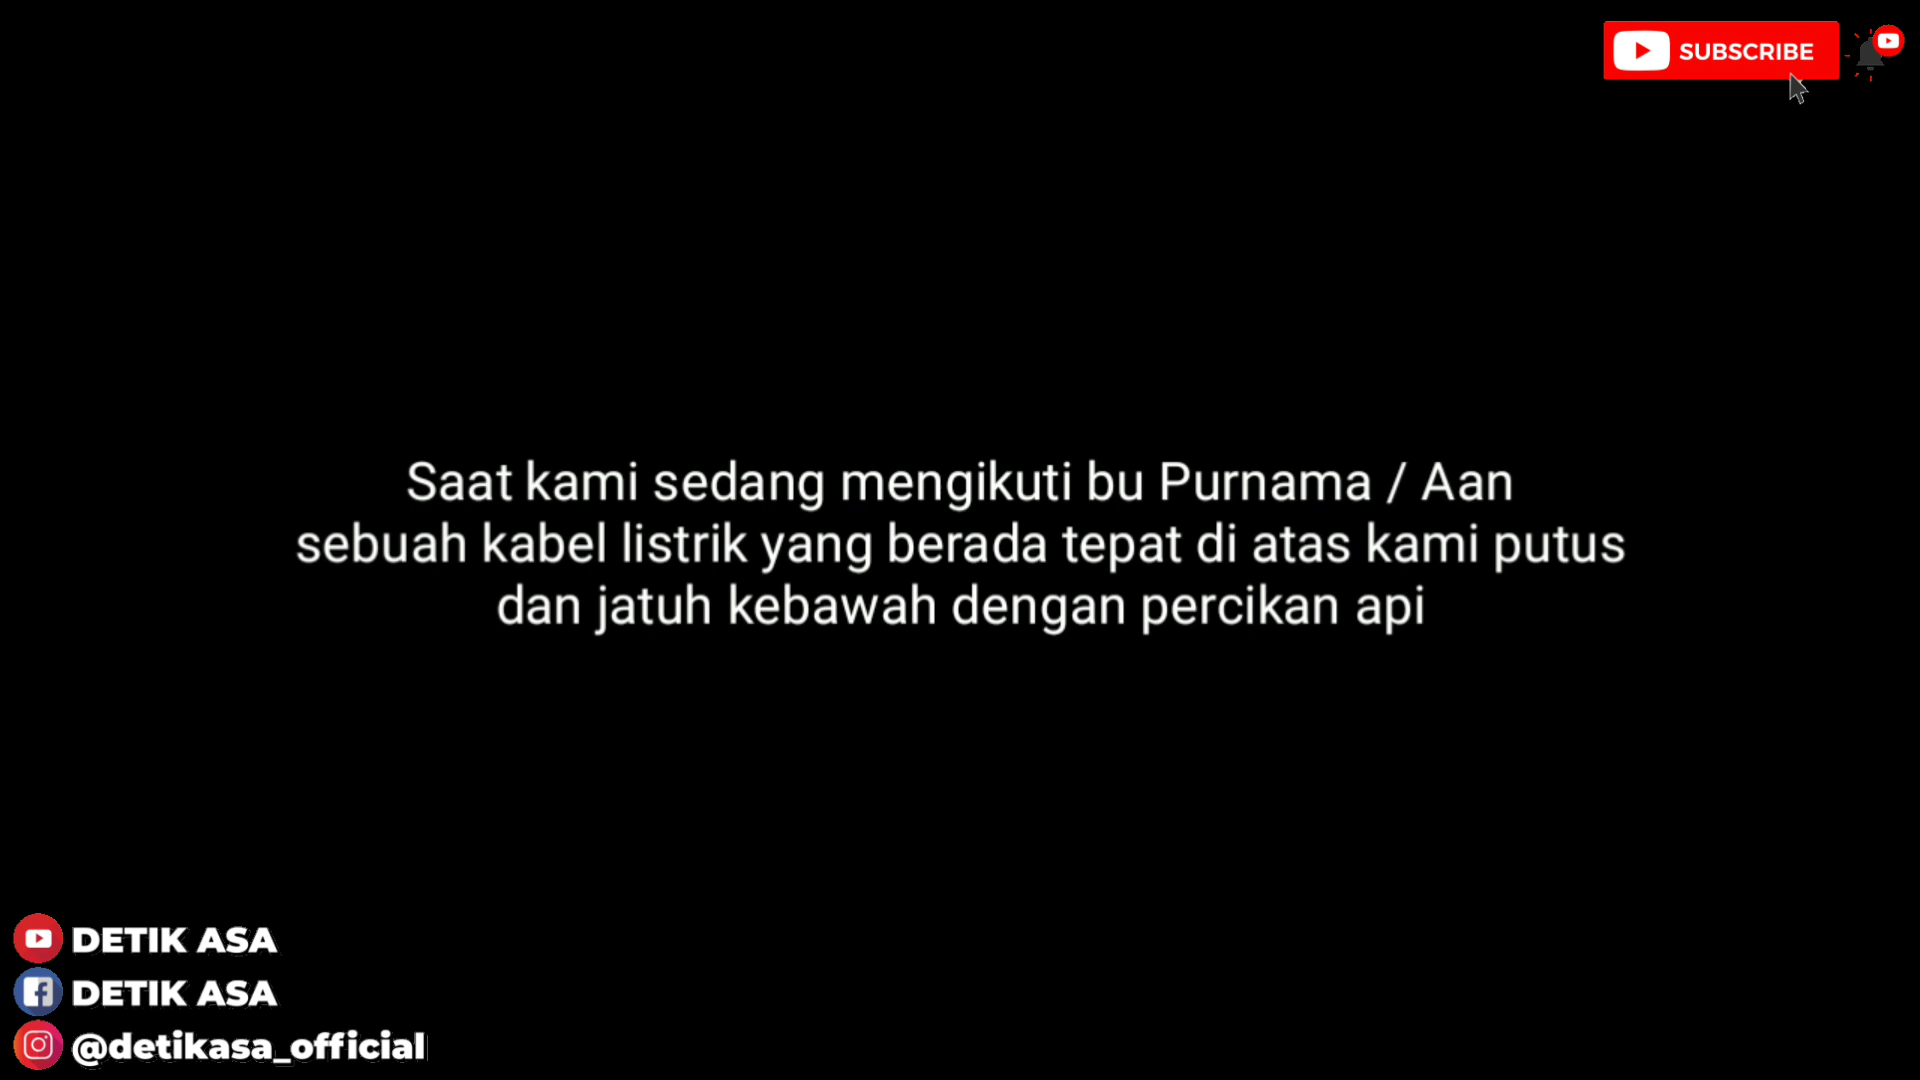 SUBSCRIBE
Saat kami sedang mengikuti bu Purnama / Aan
sebuah kabel listrik yang berada tepat di atas kami putus
dan jatuh kebawah dengan percikan api
DETIK ASA
DETIK ASA
@detikasa_official